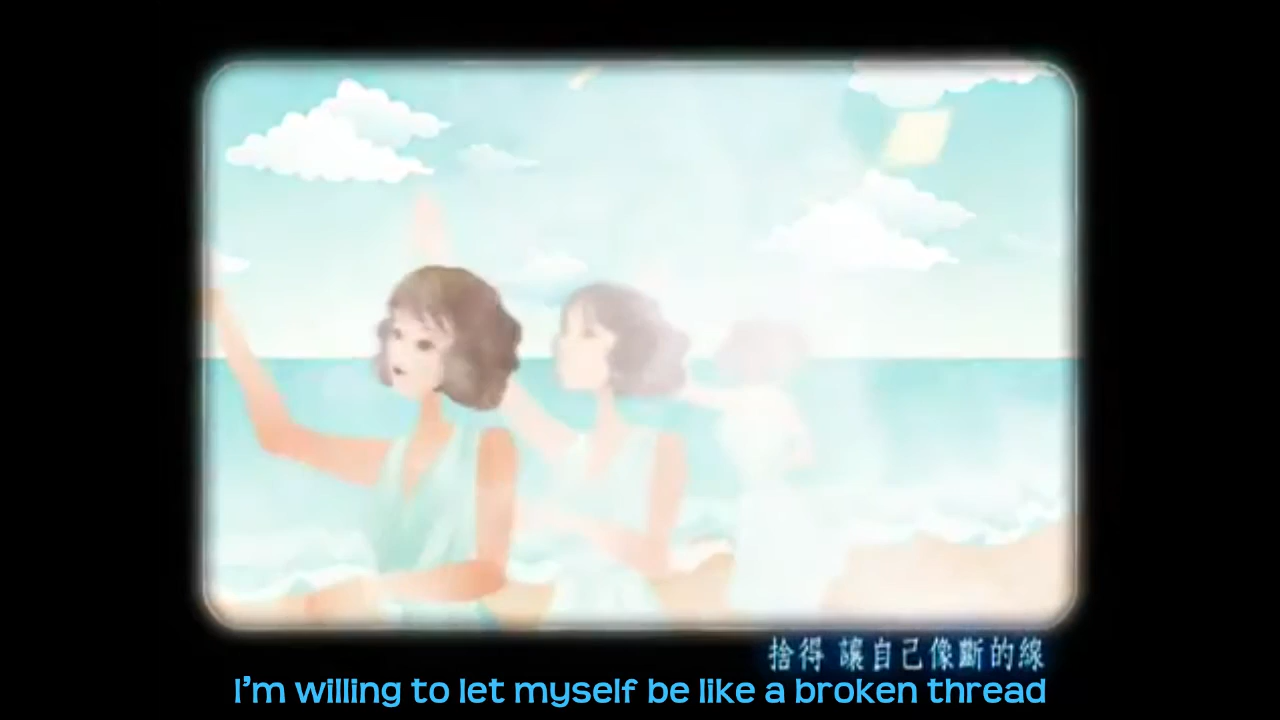 捨得 讓自己像斷的線
I'm willing to let myself be like a broken thread